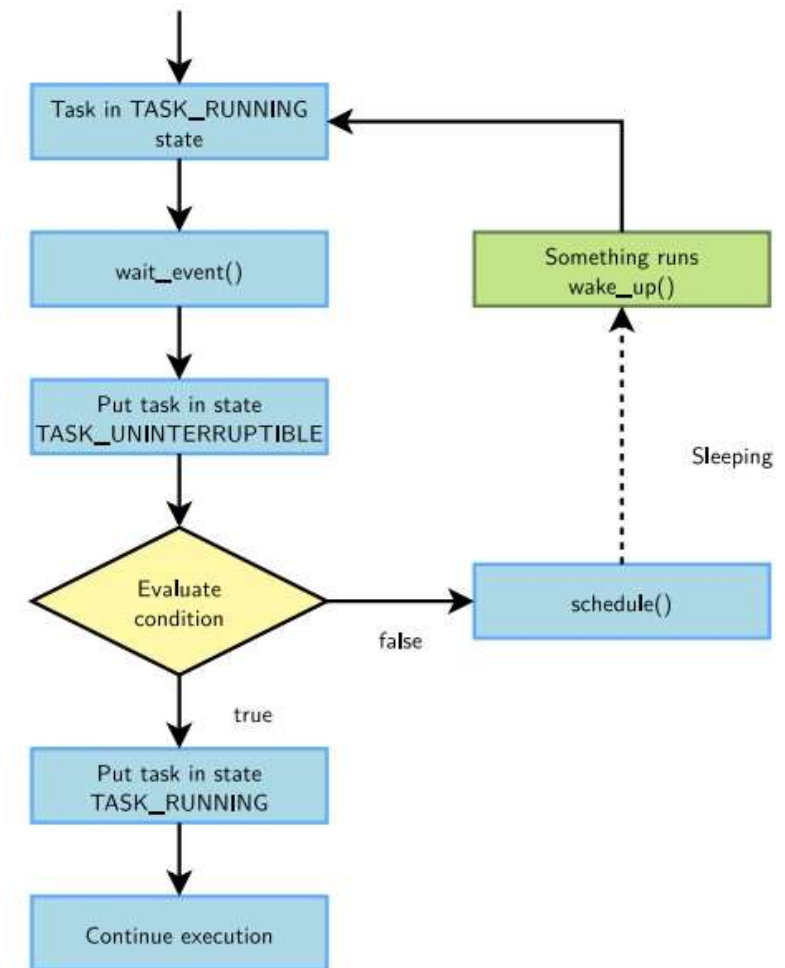 Task in TASK_RUNNING
state
wait_event()
Something runs
wake_up()
Put task in state
TASK_UNINTERRUPTIBLE
Sleeping
Evaluate
condition
schedule()
false
true
Put task in state
TASK_RUNNING
Continue execution